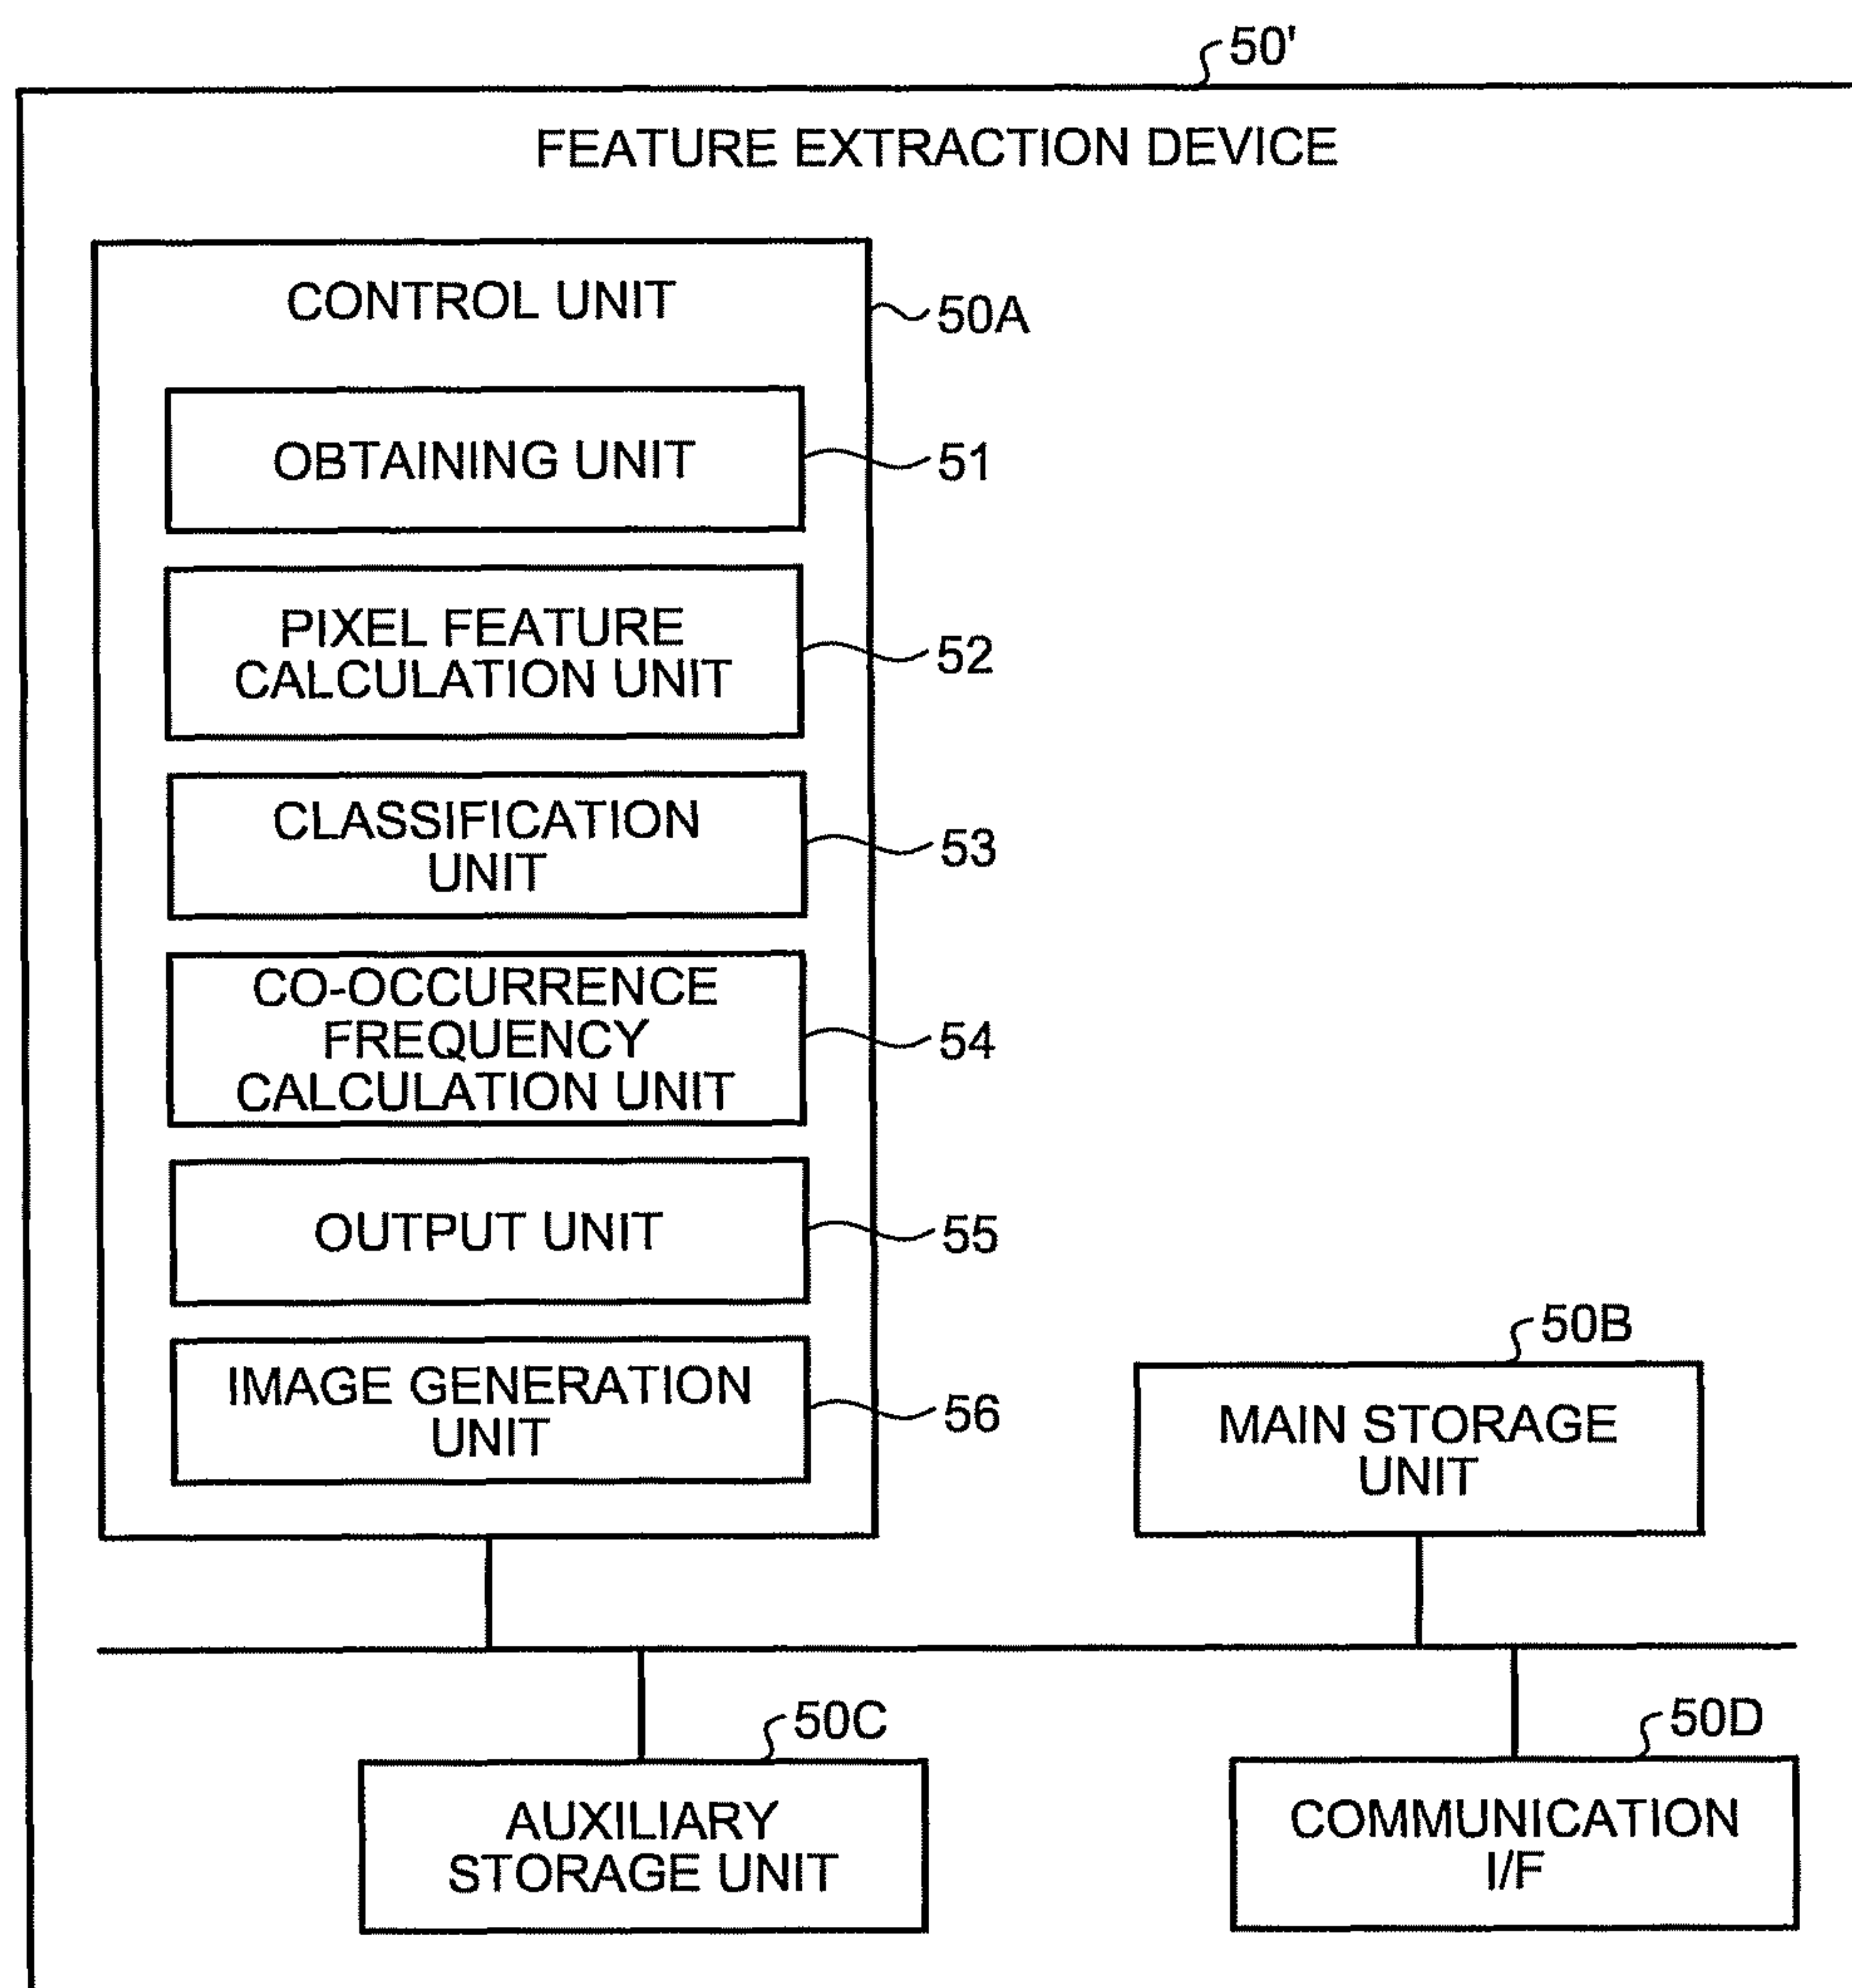 50'
FEATURE EXTRACTION DEVICE
CONTROL UNIT
50A
OBTAINING UNIT
51
PIXEL FEATURE
CALCULATION UNIT
52
CLASSIFICATION
UNIT
53
CO-OCCURRENCE
FREQUENCY
CALCULATION UNIT
54
OUTPUT UNIT
55
IMAGE GENERATION
UNIT
56
50B
MAIN STORAGE
UNIT
50C
AUXILIARY
STORAGE UNIT
50D
COMMUNICATION
I/F